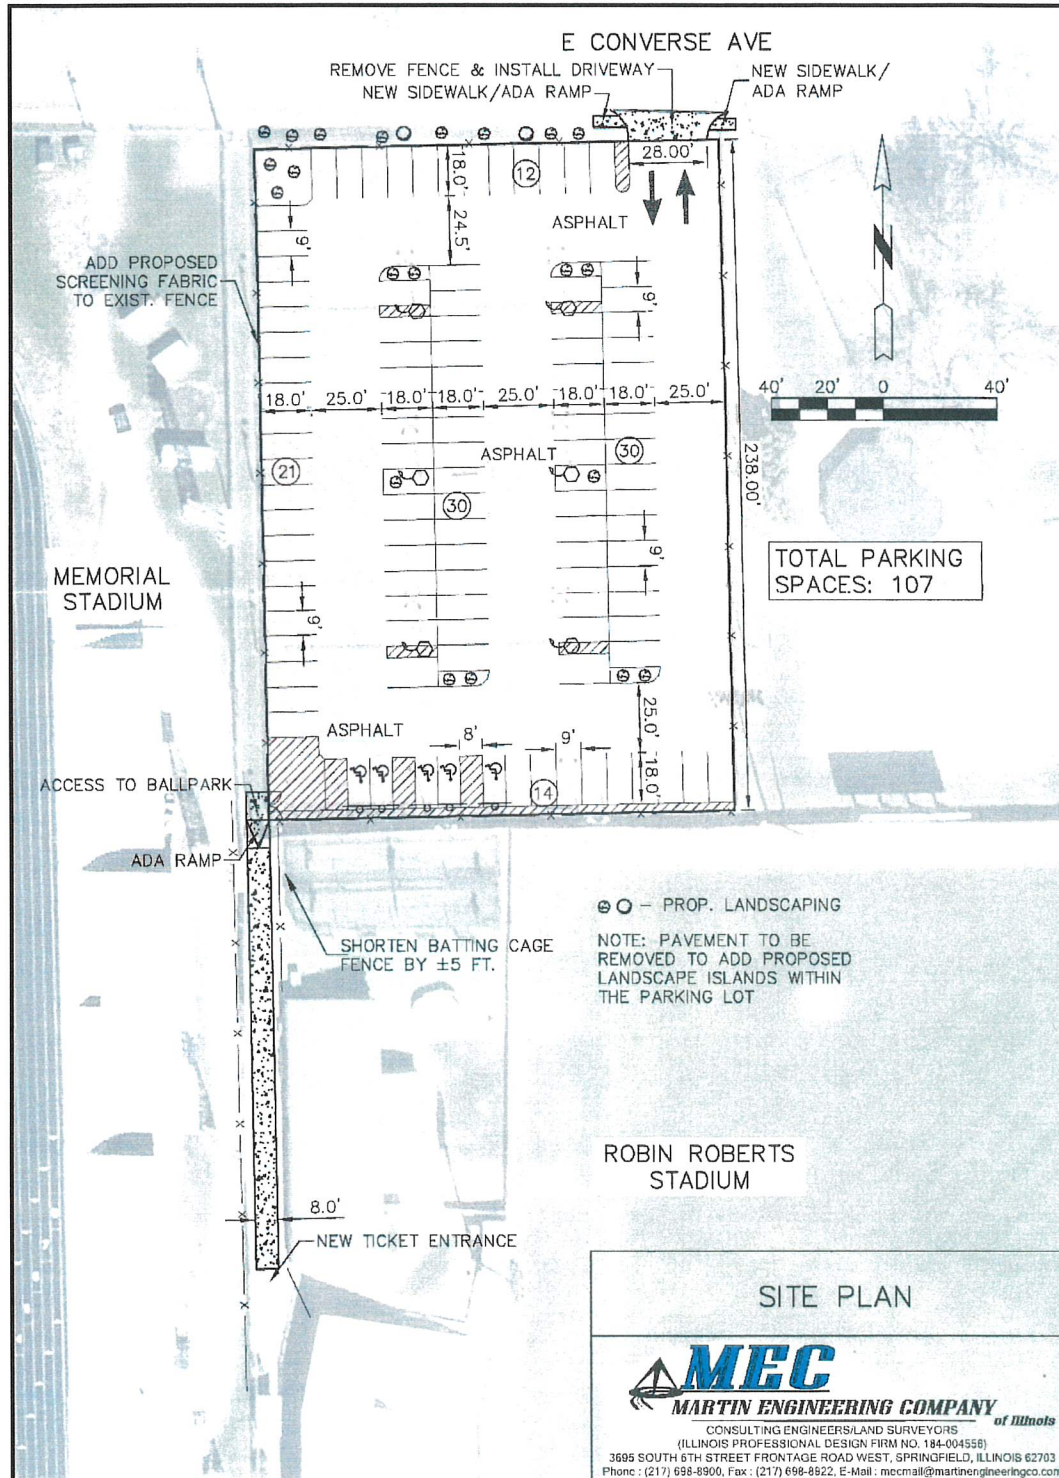 E CONVERSE AVE
REMOVE FENCE & INSTALL DRIVEWAY
NEW SIDEWALK/ADA RAMP
NEW SIDEWALK/
ADA RAMP
28.00'
18.0'
12
24.5'
ASPHALT
N
9'
9'
ADD PROPOSED
SCREENING FABRIC
TO EXIST. FENCE
40' 20' 0 40'
18.0' 25.0' 18.0' 18.0' 25.0' 18.0' 18.0' 25.0'
238.00'
ASPHALT
30
21
30
9'
TOTAL PARKING
SPACES: 107
MEMORIAL
STADIUM
9'
25.0'
ASPHALT
8'
9'
18.0'
14
ACCESS TO BALLPARK
ADA RAMP
- PROP. LANDSCAPING
SHORTEN BATTING CAGE
FENCE BY ±5 FT.
NOTE: PAVEMENT TO BE
REMOVED TO ADD PROPOSED
LANDSCAPE ISLANDS WITHIN
THE PARKING LOT
ROBIN ROBERTS
STADIUM
8.0'
NEW TICKET ENTRANCE
SITE PLAN
MEC
MARTIN ENGINEERING COMPANY
of Illinois
CONSULTING ENGINEERS/LAND SURVEYORS
(ILLINOIS PROFESSIONAL DESIGN FIRM NO. 184-004556)
3695 SOUTH 6TH STREET FRONTAGE ROAD WEST, SPRINGFIELD, ILLINOIS 62703
Phone : (217) 698-8900, Fax : (217) 698-8922, E-Mail : mecmail@martinengineeringco.com